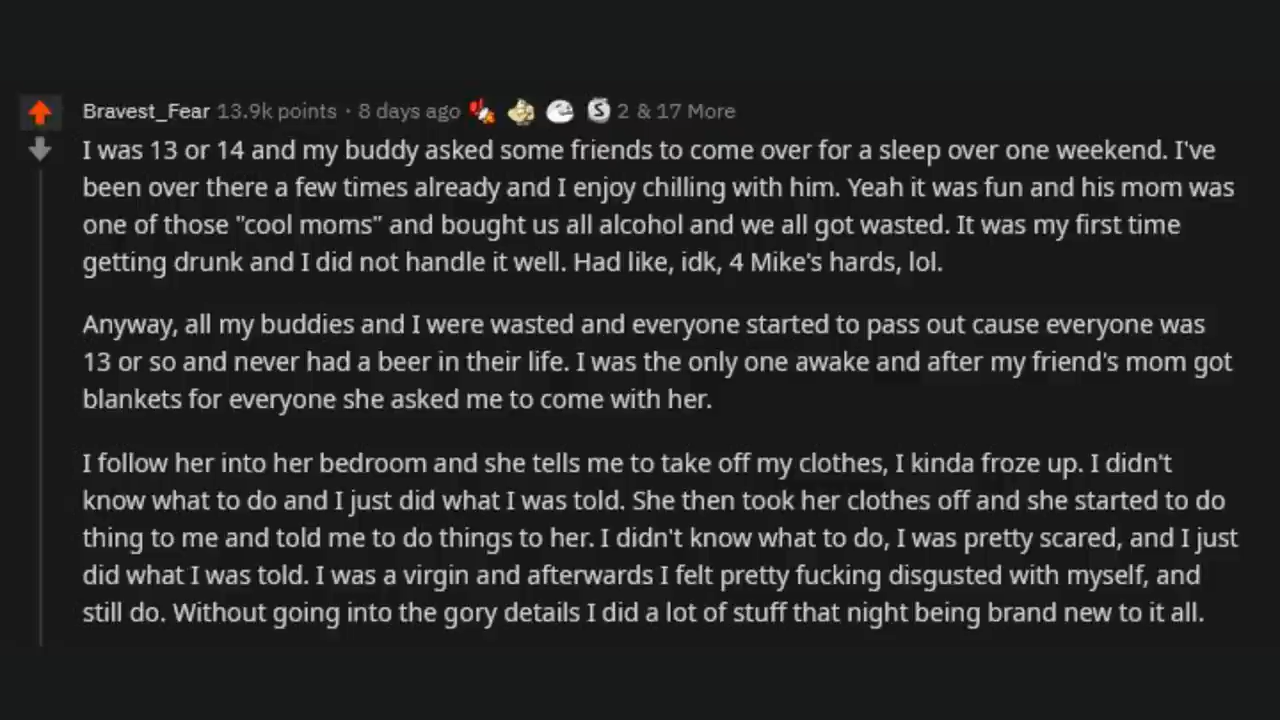 Bravest_Fear 13.9k points · 8 days ago 2 & 17 More
I was 13 or 14 and my buddy asked some friends to come over for a sleep over one weekend. I've
been over there a few times already and I enjoy chilling with him. Yeah it was fun and his mom was
one of those "cool moms" and bought us all alcohol and we all got wasted. It was my first time
getting drunk and I did not handle it well. Had like, idk, 4 Mike's hards, lol.
Anyway, all my buddies and I were wasted and everyone started to pass out cause everyone was
13 or so and never had a beer in their life. I was the only one awake and after my friend's mom got
blankets for everyone she asked me to come with her.
I follow her into her bedroom and she tells me to take off my clothes, I kinda froze up. I didn't
know what to do and I just did what I was told. She then took her clothes off and she started to do
thing to me and told me to do things to her. I didn't know what to do, I was pretty scared, and I just
did what I was told. I was a virgin and afterwards I felt pretty fucking disgusted with myself, and
still do. Without going into the gory details I did a lot of stuff that night being brand new to it all.